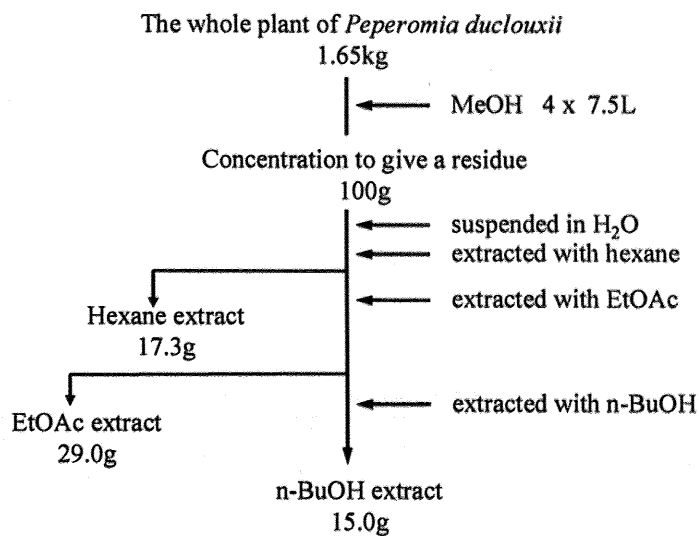 The whole plant of Peperomia duclouxii
1.65kg
MeOH 4 x 7.5L
Concentration to give a residue
100g
suspended in H₂O
extracted with hexane
extracted with EtOAc
Hexane extract
17.3g
extracted with n-BuOH
EtOAc extract
29.0g
n-BuOH extract
15.0g